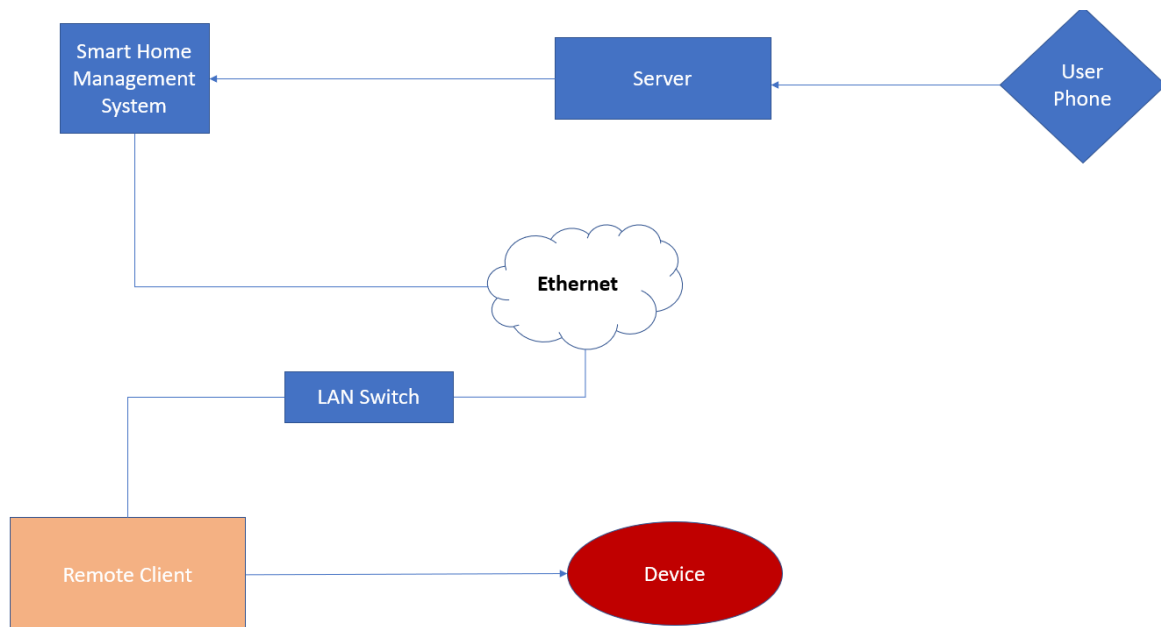 Smart Home
Management
System
Server
User
Phone
Ethernet
LAN Switch
Remote Client
Device